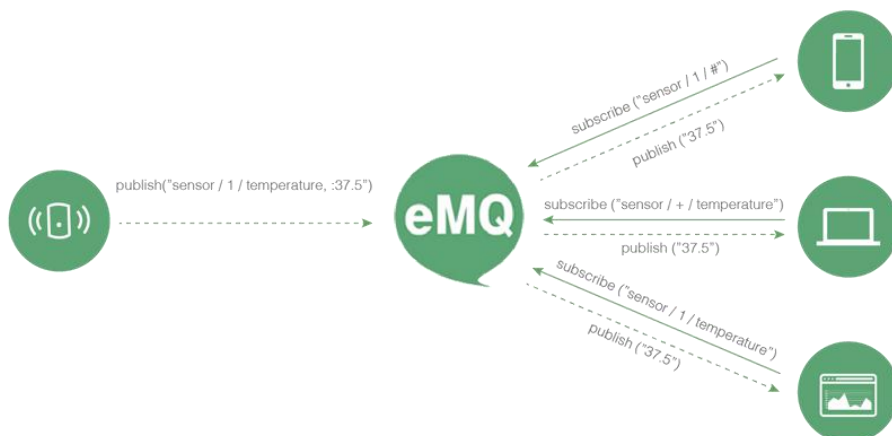 subscribe ("sensor / 1 / #")
publish ("37.5")
publish("sensor / 1 / temperature, :37.5")
eMQ
subscribe ("sensor / + / temperature")
publish ("37.5")
subscribe ("sensor / 1 / temperature")
publish ("37.5")